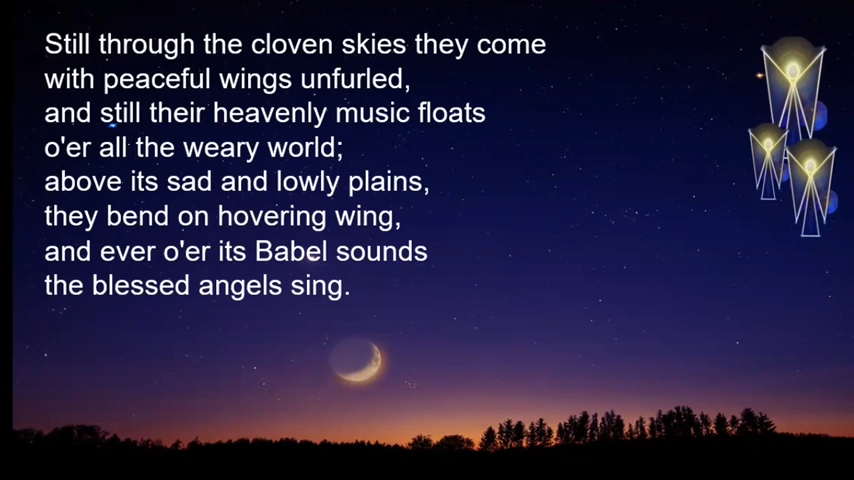 Still through the cloven skies they come
with peaceful wings unfurled,
and still their heavenly music floats
o'er all the weary world;
above its sad and lowly plains,
they bend on hovering wing,
and ever o'er its Babel sounds
the blessed angels sing.